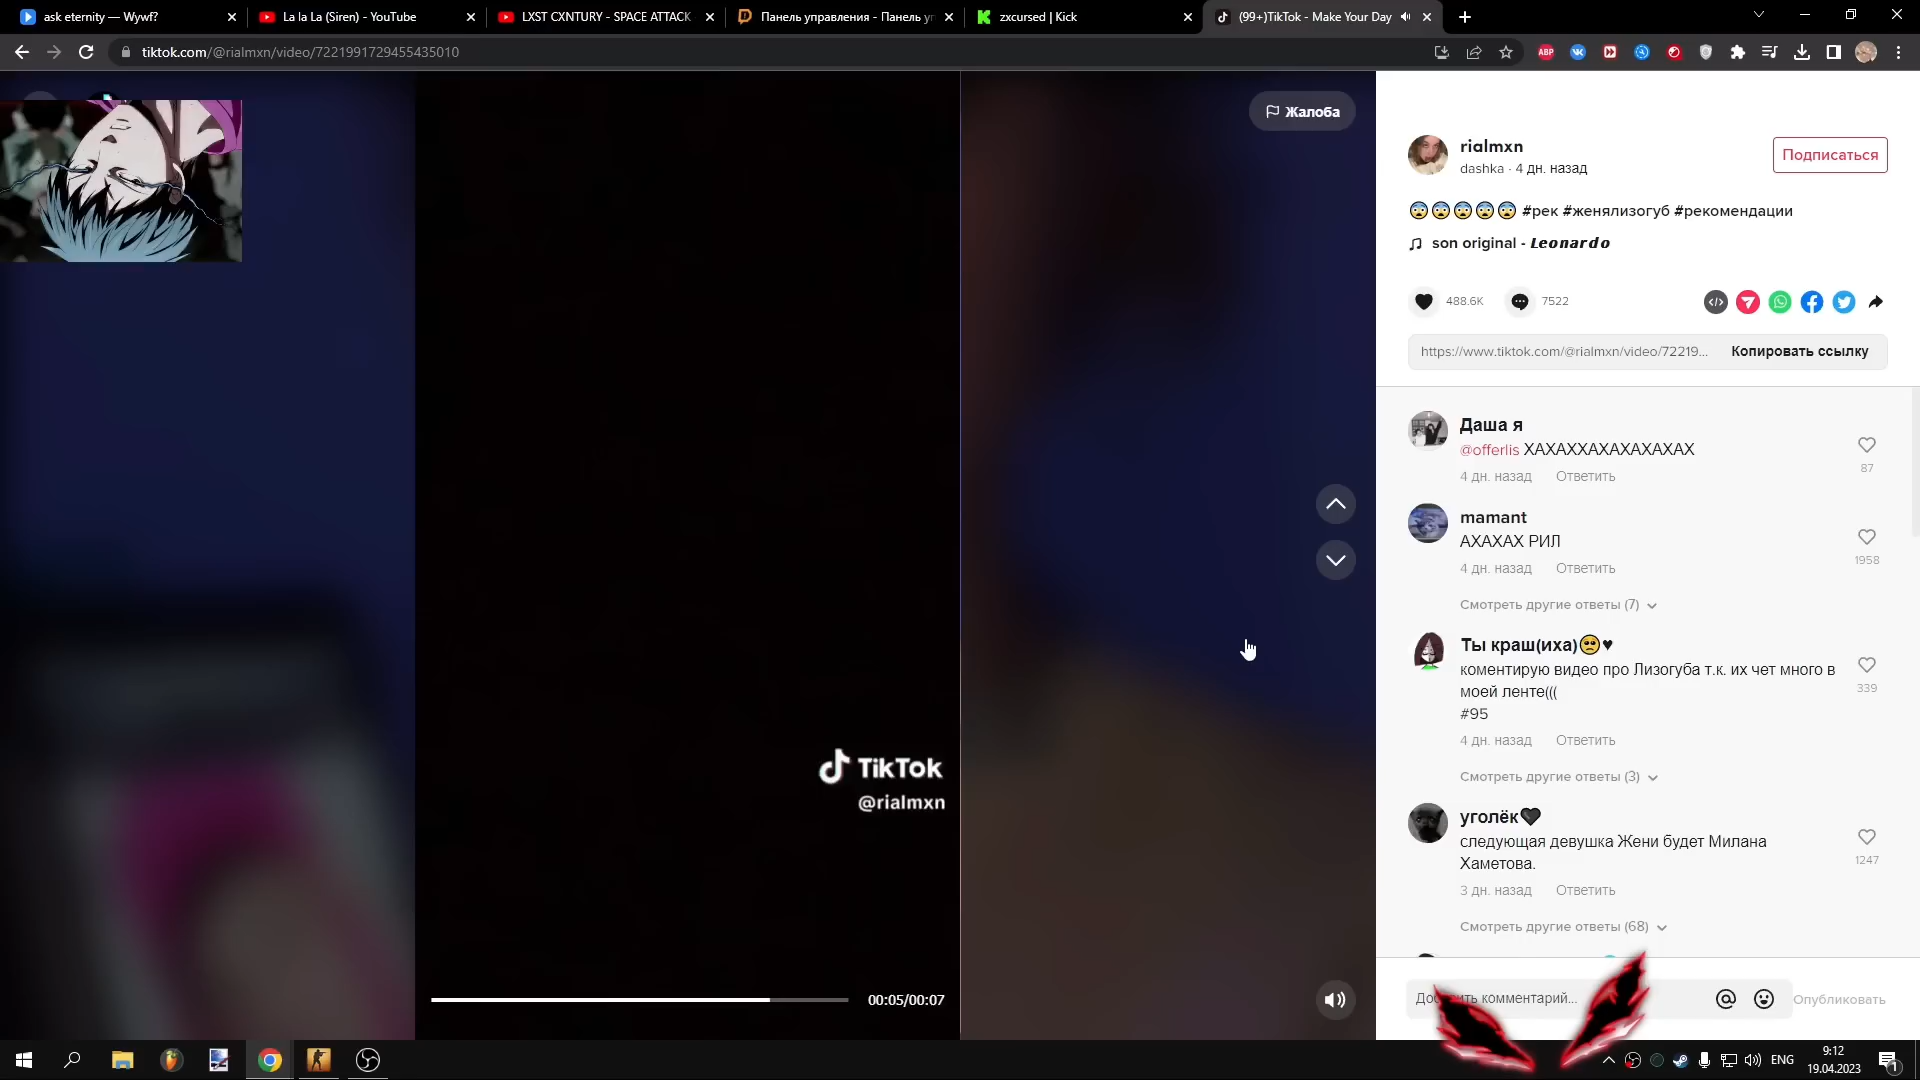 ask eternity — Wywf?
La la La (Siren) - YouTube
LXST CXNTURY - SPACE ATTACK
Панель управления - Панель уп
zxcursed | Kick
(99+)TikTok - Make Your Day
tiktok.com/@rialmxn/video/7221991729455435010
ABP
Жалоба
rialmxn
dashka · 4 дн. назад
Подписаться
😨😨😨😨😨 #рек #женялизогуб #рекомендации
son original - 𝙇𝙚𝙤𝙣𝙖𝙧𝙙𝙤
488.6K
7522
https://www.tiktok.com/@rialmxn/video/72219...
Копировать ссылку
Даша я
@offerlis ХАХАХХАХАХАХАХАХ
87
4 дн. назад Ответить
mamant
АХАХАХ РИЛ
1958
4 дн. назад Ответить
Смотреть другие ответы (7)
Ты краш(иха)🥺♥
коментирую видео про Лизогуба т.к. их чет много в
моей ленте(((
339
#95
4 дн. назад Ответить
Смотреть другие ответы (3)
уголёк🖤
следующая девушка Жени будет Милана
Хаметова.
1247
3 дн. назад Ответить
Смотреть другие ответы (68)
TikTok
@rialmxn
00:05/00:07
комментарий...
@
Опубликовать
ENG
9:12
19.04.2023
1